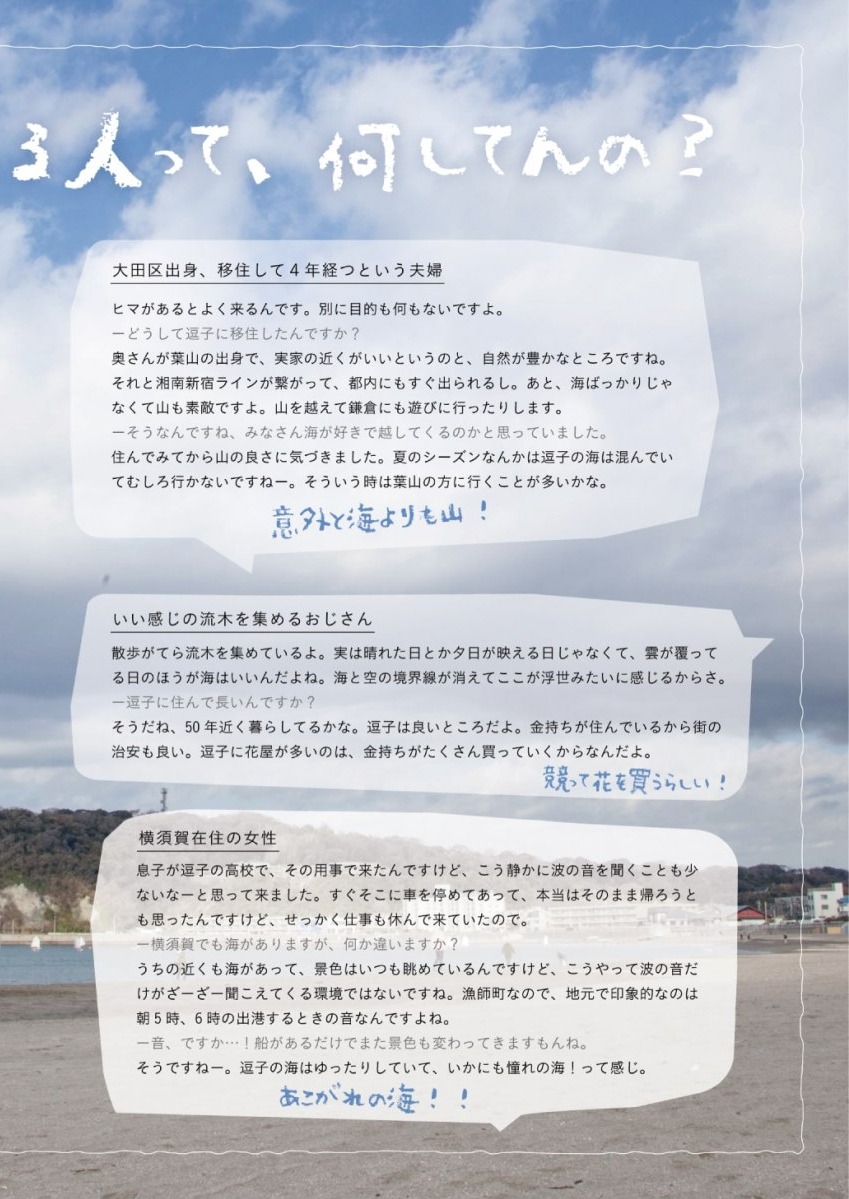 る人って、何してんの?
大田区出身、移住して4年経つという夫婦
ヒマがあるとよく来るんです。別に目的も何もないですよ。
ーどうして逗子に移住したんですか?
奥さんが葉山の出身で、実家の近くがいいというのと、自然が豊かなところですね。
それと湘南新宿ラインが繋がって、都内にもすぐ出られるし。あと、海ばっかりじゃ
なくて山も素敵ですよ。山を越えて鎌倉にも遊びに行ったりします。
ーそうなんですね、みなさん海が好きで越してくるのかと思っていました。
住んでみてから山の良さに気づきました。夏のシーズンなんかは逗子の海は混んでい
てむしろ行かないですねー。そういう時は葉山の方に行くことが多いかな。
意外と海よりも山!
いい感じの流木を集めるおじさん
散歩がてら流木を集めているよ。実は晴れた日とか夕日が映える日じゃなくて、雲が覆って
る日のほうが海はいいんだよね。海と空の境界線が消えてここが浮世みたいに感じるからさ。
ー逗子に住んで長いんですか?
そうだね、50年近く暮らしてるかな。逗子は良いところだよ。金持ちが住んでいるから街の
治安も良い。逗子に花屋が多いのは、金持ちがたくさん買っていくからなんだよ。
競って花を買うらしい!
横須賀在住の女性
息子が逗子の高校で、その用事で来たんですけど、こう静かに波の音を聞くことも少
ないなーと思って来ました。すぐそこに車を停めてあって、本当はそのまま帰ろうと
も思ったんですけど、せっかく仕事も休んで来ていたので。
ー横須賀でも海がありますが、何か違いますか?
うちの近くも海があって、景色はいつも眺めているんですけど、こうやって波の音だ
けがざーざー聞こえてくる環境ではないですね。漁師町なので、地元で印象的なのは
朝5時、6時の出港するときの音なんですよね。
ー音、ですか…!船があるだけでまた景色も変わってきますもんね。
そうですねー。逗子の海はゆったりしていて、いかにも憧れの海!って感じ。
あこがれの海!!